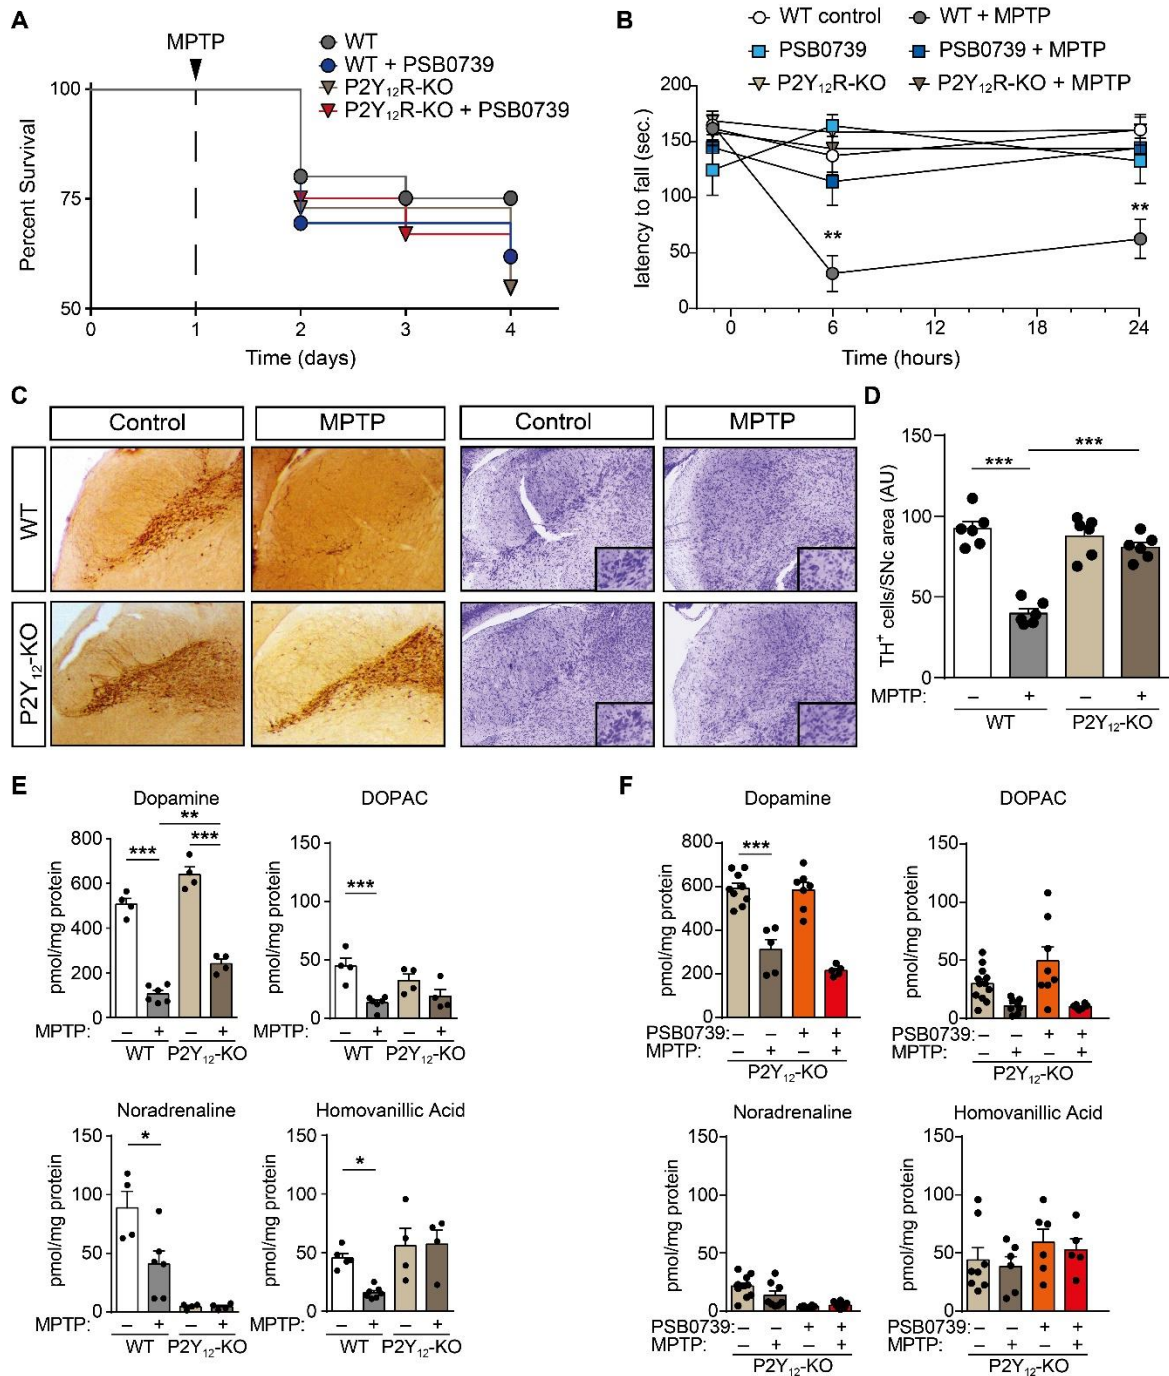 A
MPTP
WT
WT + PSB0739
P2Y12R-KO
P2Y12R-KO + PSB0739
Percent Survival
100
75
50
0 1 2 3 4
Time (days)
B
WT control
WT + MPTP
PSB0739
PSB0739 + MPTP
P2Y12R-KO
P2Y12R-KO + MPTP
latency to fall (sec.)
200
150
100
50
0
**
**
0 6 12 18 24
Time (hours)
C
Control MPTP Control MPTP
WT
P2Y12-KO
D
TH+ cells/SNc area (AU)
150
100
50
0
***
***
MPTP: – + – +
WT P2Y12-KO
E
Dopamine
pmol/mg protein
800
600
400
200
0
**
***
***
MPTP: – + – +
WT P2Y12-KO
DOPAC
pmol/mg protein
150
100
50
0
***
MPTP: – + – +
WT P2Y12-KO
Noradrenaline
pmol/mg protein
150
100
50
0
*
MPTP: – + – +
WT P2Y12-KO
Homovanillic Acid
pmol/mg protein
150
100
50
0
*
MPTP: – + – +
WT P2Y12-KO
F
Dopamine
pmol/mg protein
800
600
400
200
0
***
PSB0739: – – + +
MPTP: – + – +
P2Y12-KO
DOPAC
pmol/mg protein
150
100
50
0
PSB0739: – – + +
MPTP: – + – +
P2Y12-KO
Noradrenaline
pmol/mg protein
150
100
50
0
PSB0739: – – + +
MPTP: – + – +
P2Y12-KO
Homovanillic Acid
pmol/mg protein
150
100
50
0
PSB0739: – – + +
MPTP: – + – +
P2Y12-KO